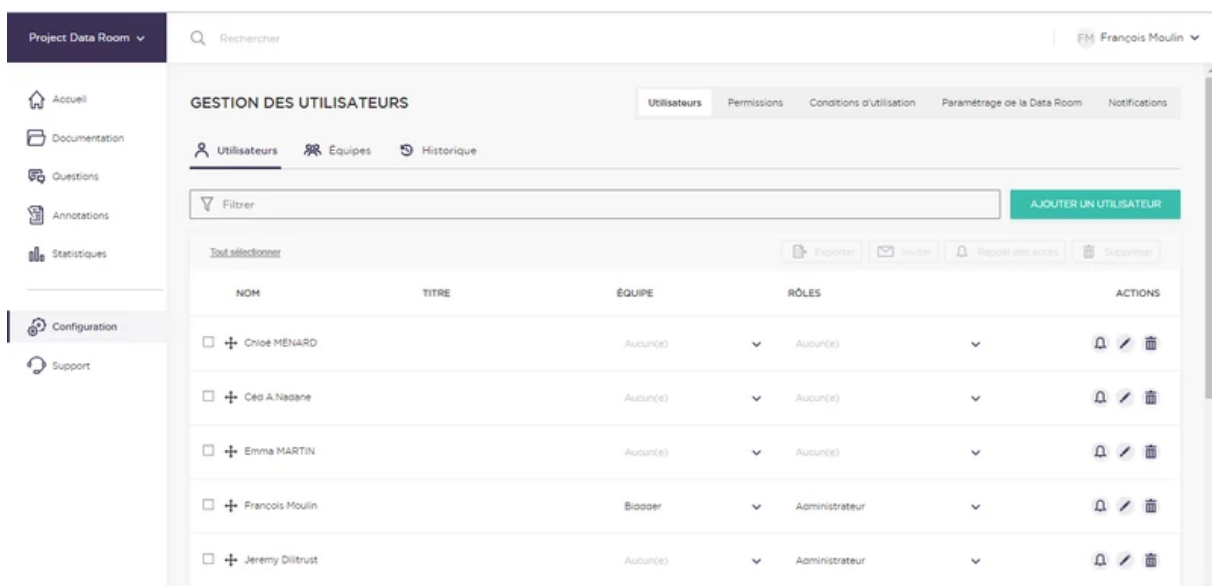 Project Data Room
Rechercher
FM François Moulin
Accueil
Documentation
Questions
Annotations
Statistiques
Configuration
Support
GESTION DES UTILISATEURS
Utilisateurs Permissions Conditions d'utilisation Paramétrage de la Data Room Notifications
Utilisateurs Équipes Historique
Filtrer
AJOUTER UN UTILISATEUR
Tout sélectionner
Exporter Inviter Rappel des accès Supprimer
NOM TITRE ÉQUIPE RÔLES ACTIONS
Chloé MÉNARD Aucun(e) Aucun(e)
Céd A.Nadane Aucun(e) Aucun(e)
Emma MARTIN Aucun(e) Aucun(e)
François Moulin Bidder Administrateur
Jeremy Dilitrust Aucun(e) Administrateur